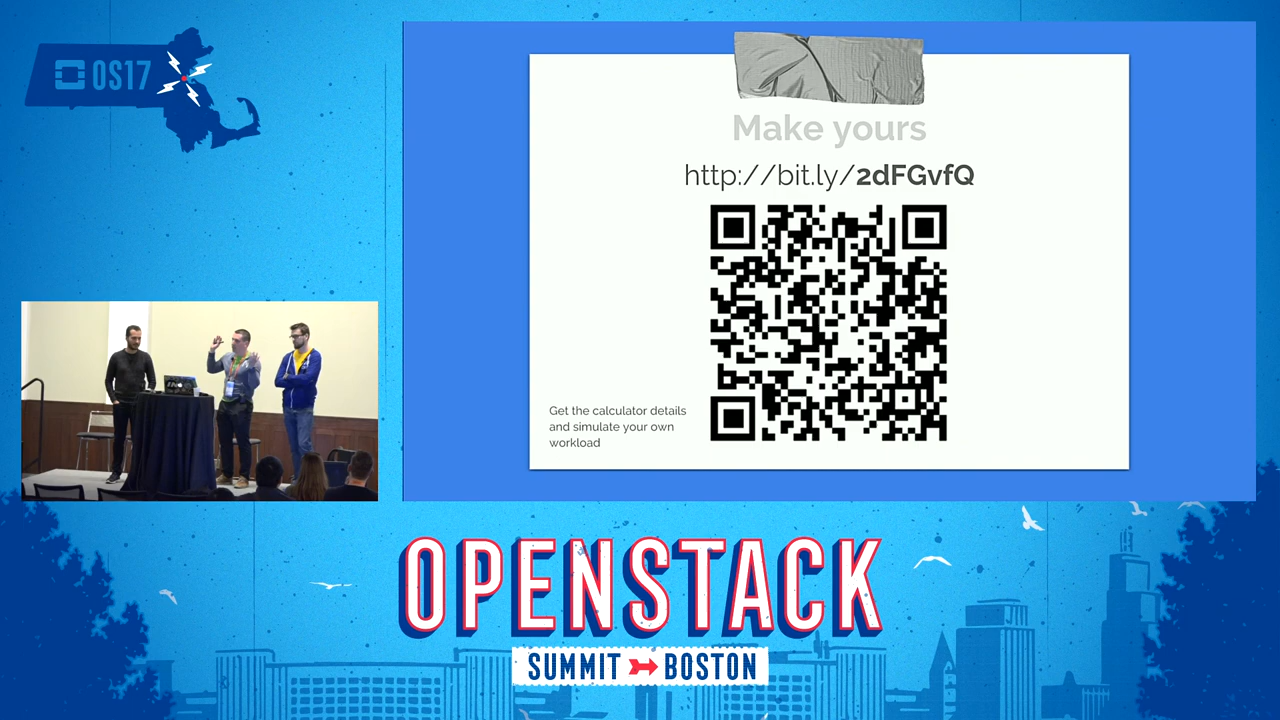 OS17
Make yours
http://bit.ly/2dFGvfQ
Get the calculator details
and simulate your own
workload
OPENSTACK
SUMMIT BOSTON